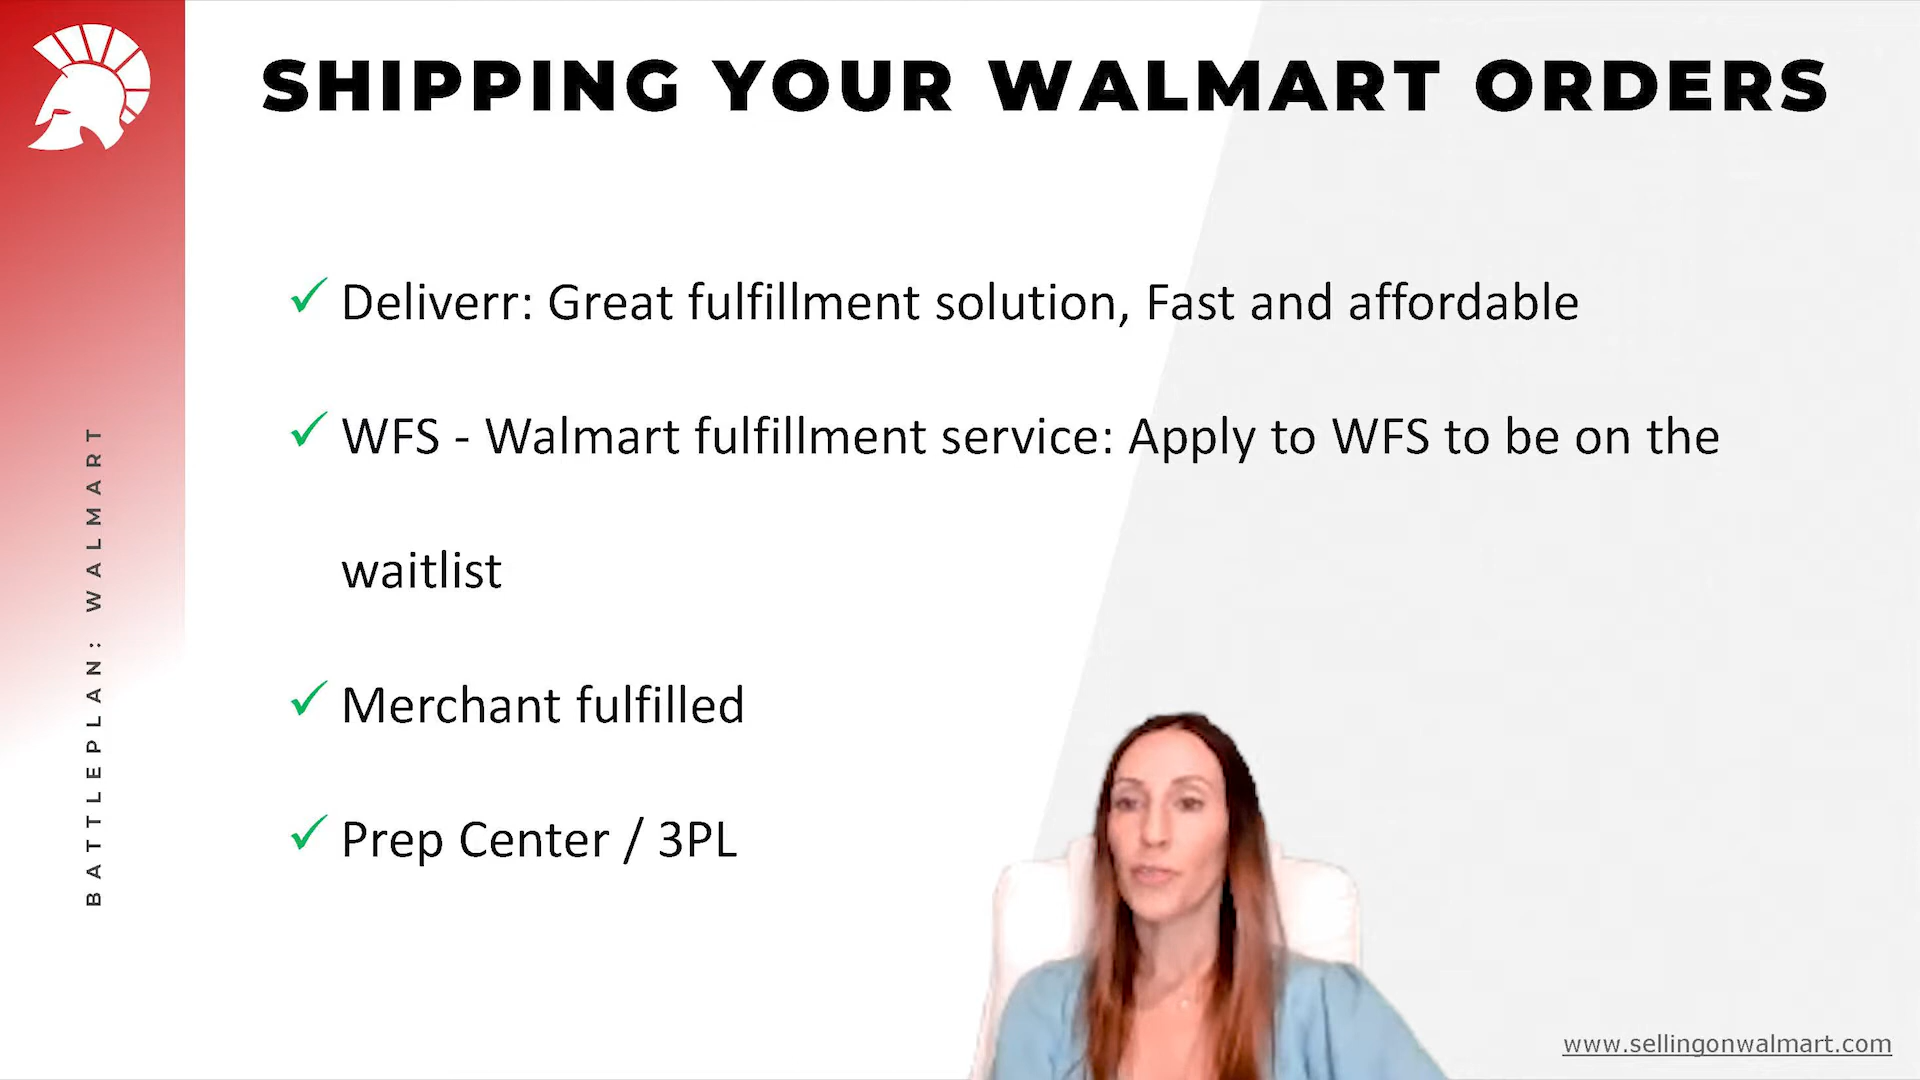 SHIPPING YOUR WALMART ORDERS
✓ Deliverr: Great fulfillment solution, Fast and affordable
✓ WFS - Walmart fulfillment service: Apply to WFS to be on the
waitlist
✓ Merchant fulfilled
✓ Prep Center / 3PL
BATTLEPLAN: WALMART
www.sellingonwalmart.com